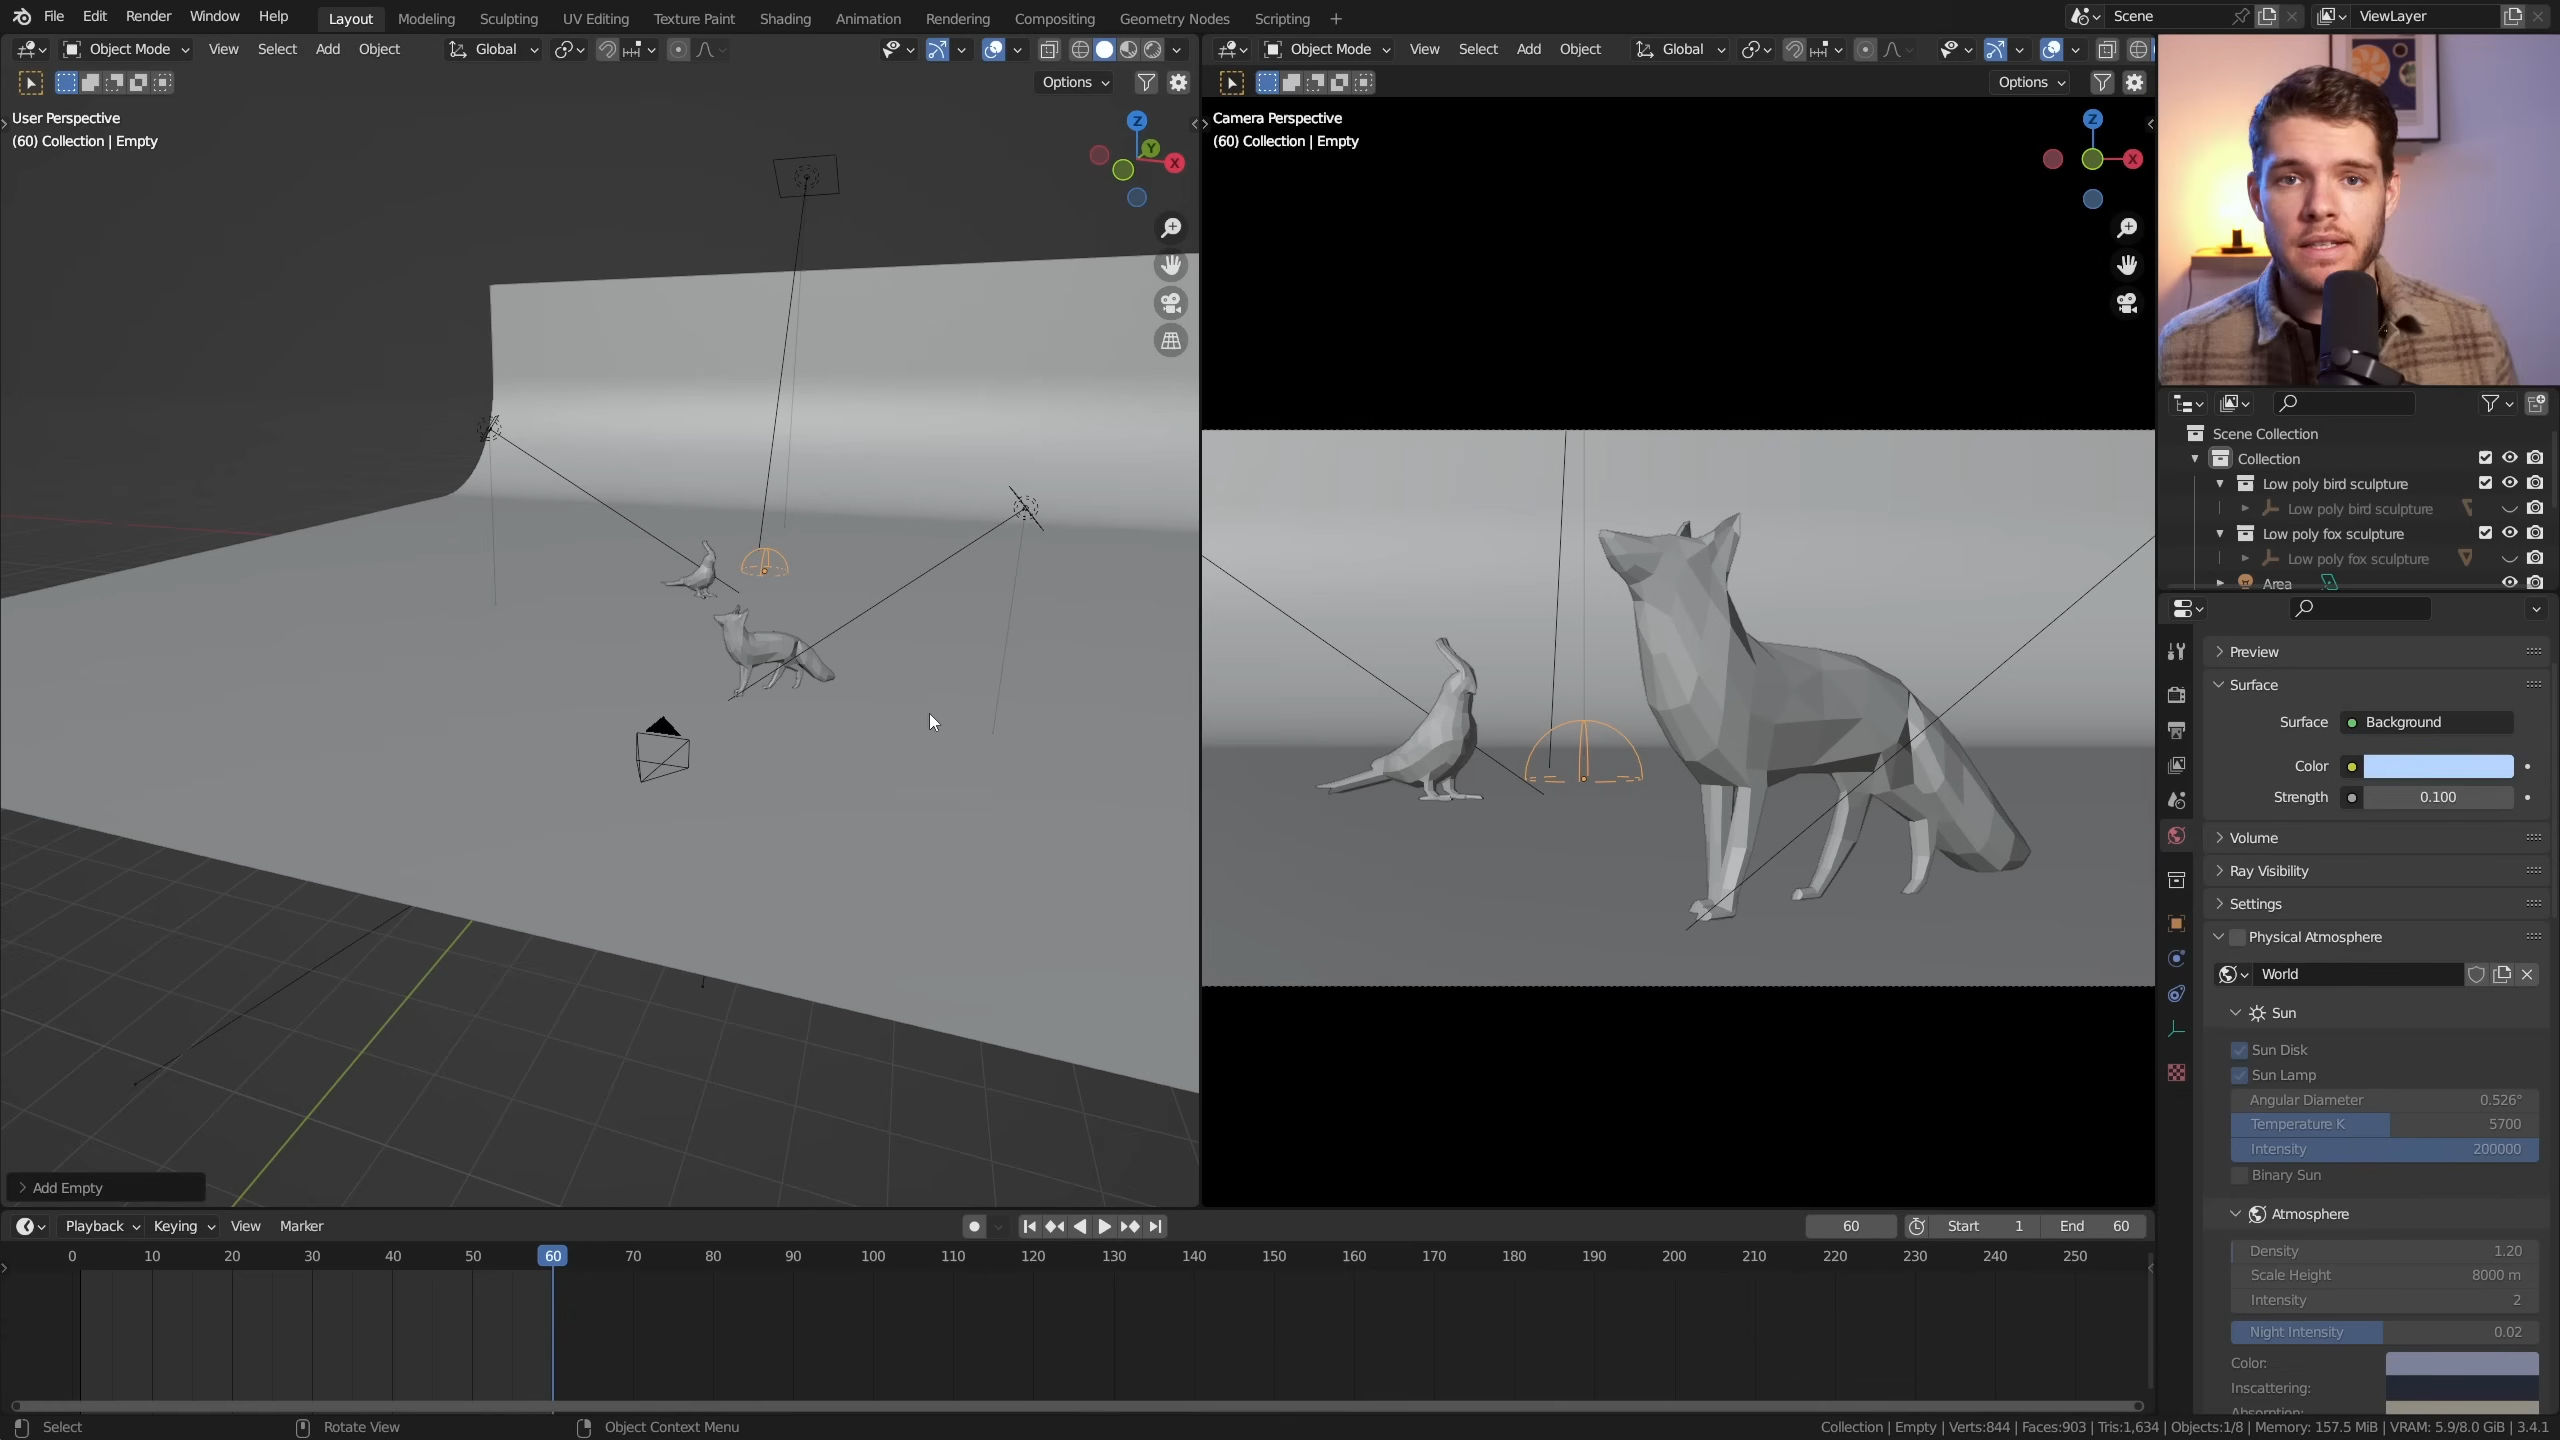 File Edit Render Window Help Layout Modeling Sculpting UV Editing Texture Paint Shading Animation Rendering Compositing Geometry Nodes Scripting + Scene ViewLayer
Object Mode View Select Add Object Global
Options
User Perspective
(60) Collection | Empty
Z
Y
X
Add Empty
Object Mode View Select Add Object Global
Options
Camera Perspective
(60) Collection | Empty
Z
X
Scene Collection
Collection
Low poly bird sculpture
Low poly bird sculpture
Low poly fox sculpture
Low poly fox sculpture
Area
Preview
Surface
Surface Background
Color
Strength 0.100
Volume
Ray Visibility
Settings
Physical Atmosphere
World
Sun
Sun Disk
Sun Lamp
Angular Diameter 0.526°
Temperature K 5700
Intensity 200000
Binary Sun
Atmosphere
Density 1.20
Scale Height 8000 m
Intensity 2
Night Intensity 0.02
Color:
Inscattering:
Absorption:
Playback Keying View Marker 60 Start 1 End 60
0 10 20 30 40 50 60 70 80 90 100 110 120 130 140 150 160 170 180 190 200 210 220 230 240 250
Select Rotate View Object Context Menu Collection | Empty | Verts:844 | Faces:903 | Tris:1,634 | Objects:1/8 | Memory: 157.5 MiB | VRAM: 5.9/8.0 GiB | 3.4.1